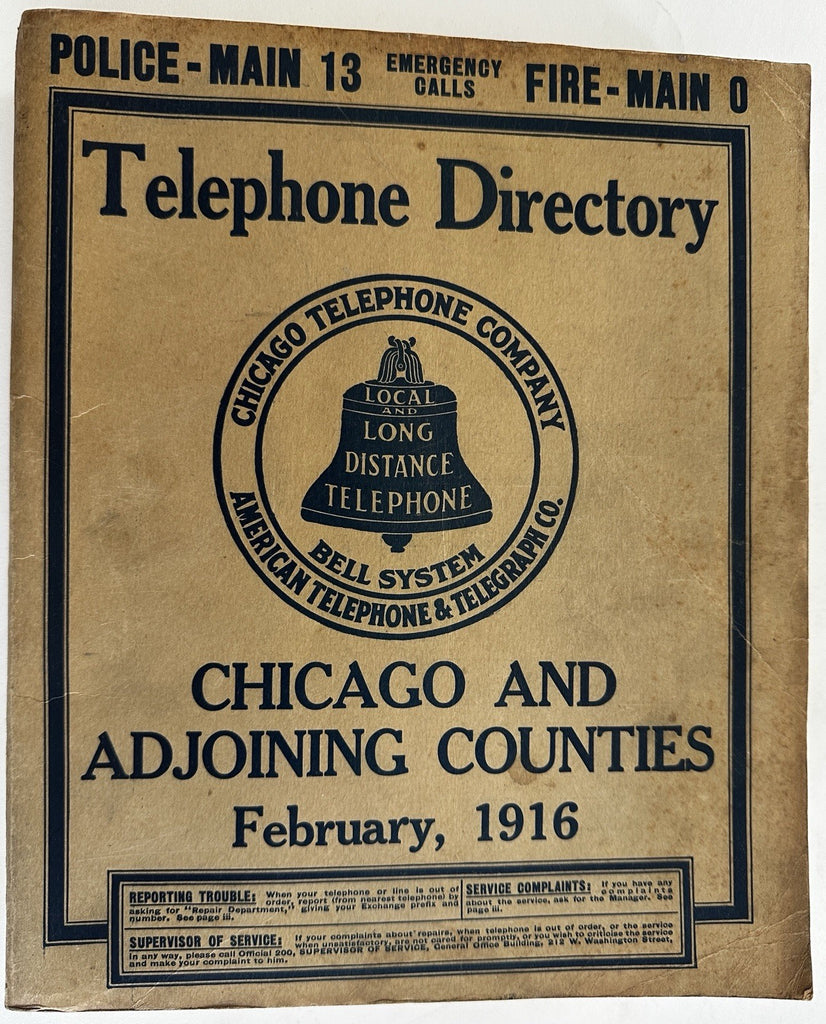 POLICE-MAIN 13 EMERGENCY CALLS FIRE-MAIN 0
Telephone Directory
CHICAGO TELEPHONE COMPANY
LOCAL
AND
LONG
DISTANCE
TELEPHONE
BELL SYSTEM
AMERICAN TELEPHONE & TELEGRAPH CO.
CHICAGO AND
ADJOINING COUNTIES
February, 1916
REPORTING TROUBLE: When your telephone or line is out of
order, report (from nearest telephone) by
asking for "Repair Department," giving your Exchange prefix and
number. See page iii.
SERVICE COMPLAINTS: If you have any
complaints
about the service, ask for the Manager. See
page iii.
SUPERVISOR OF SERVICE: If your complaints about repairs, when telephone is out of order, or the service
when unsatisfactory, are not cared for promptly, or you wish to criticise the service
in any way, please call Official 200, SUPERVISOR OF SERVICE, General Office Building, 212 W. Washington Street,
and make your complaint to him.